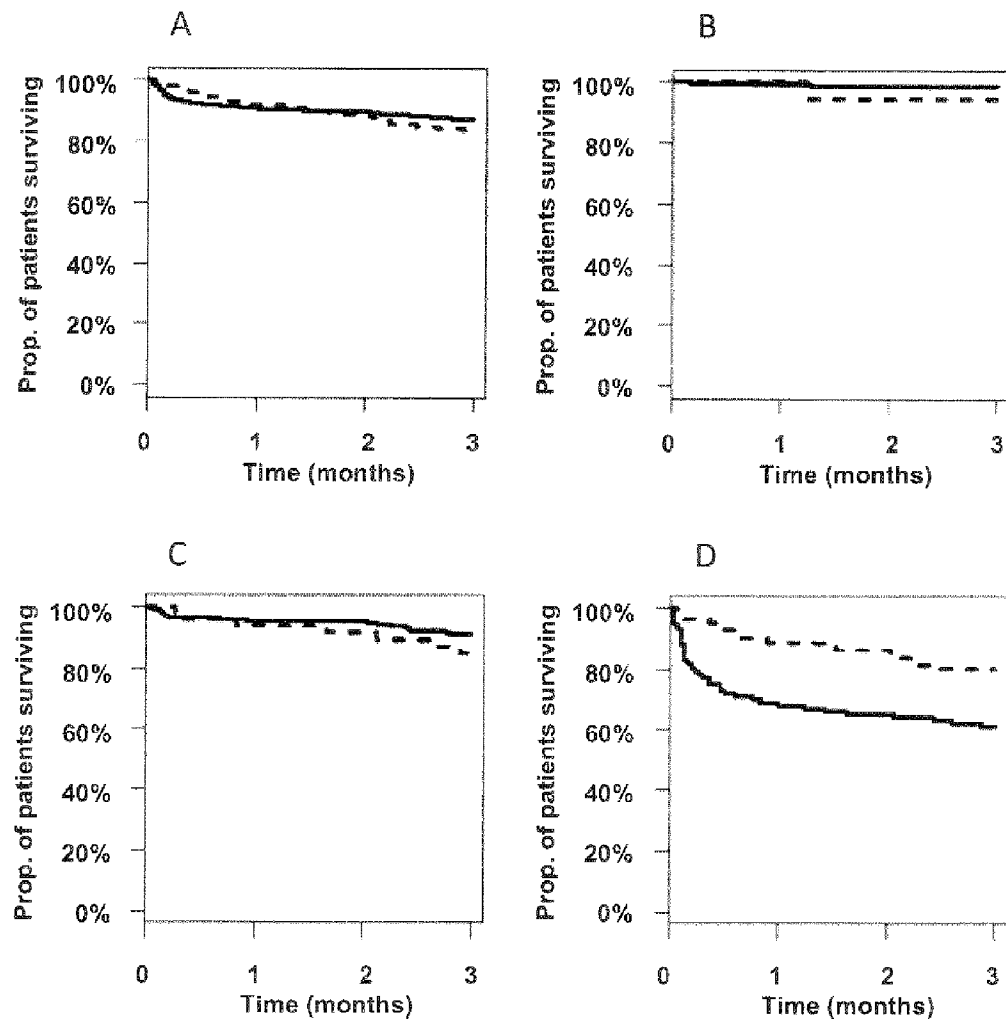 A
Prop. of patients surviving
100%
80%
60%
40%
20%
0%
0 1 2 3
Time (months)
B
Prop. of patients surviving
100%
80%
60%
40%
20%
0%
0 1 2 3
Time (months)
C
Prop. of patients surviving
100%
80%
60%
40%
20%
0%
0 1 2 3
Time (months)
D
Prop. of patients surviving
100%
80%
60%
40%
20%
0%
0 1 2 3
Time (months)